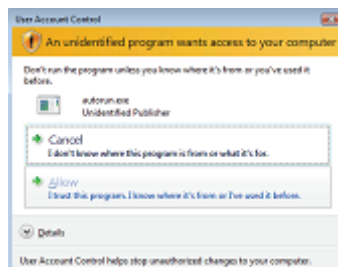 User Account Control
An unidentified program wants access to your computer
Don't run the program unless you know where it's from or you've used it
before.
autorun.exe
Unidentified Publisher
Cancel
I don't know where this program is from or what it's for.
Allow
I trust this program. I know where it's from or I've used it before.
Details
User Account Control helps stop unauthorized changes to your computer.